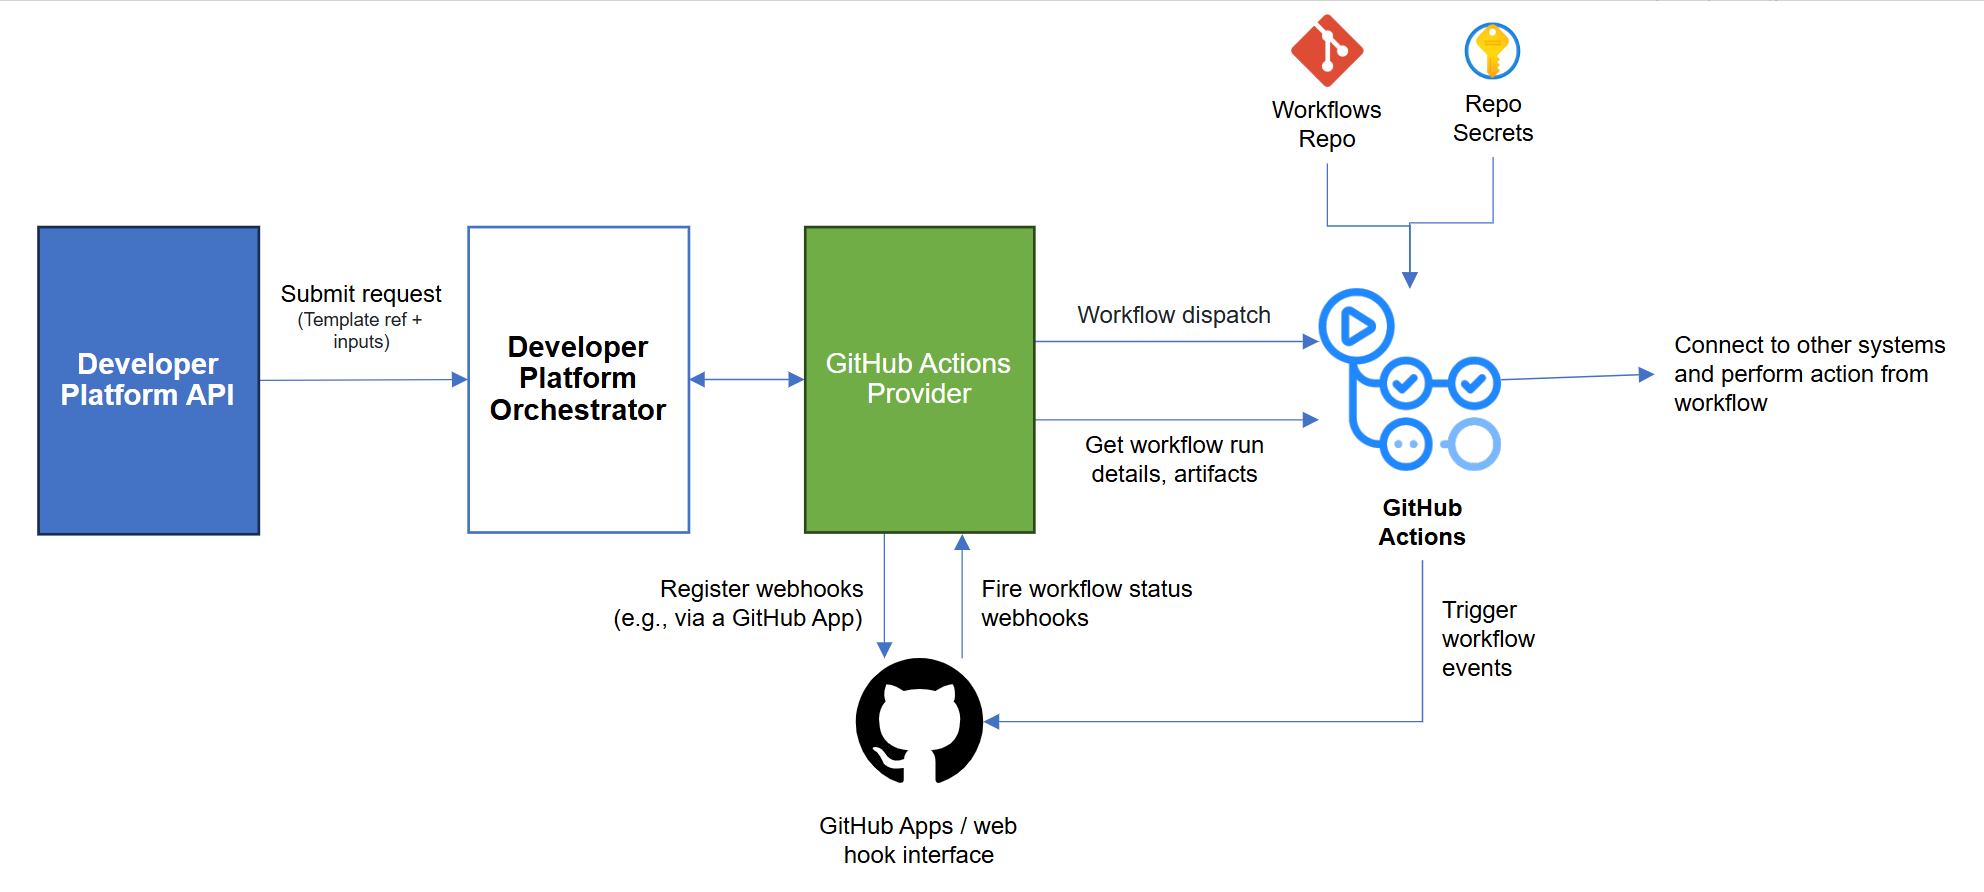 Workflows
Repo
Repo
Secrets
Developer
Platform API
Submit request
(Template ref +
inputs)
Developer
Platform
Orchestrator
GitHub Actions
Provider
Workflow dispatch
Get workflow run
details, artifacts
GitHub
Actions
Connect to other systems
and perform action from
workflow
Register webhooks
(e.g., via a GitHub App)
Fire workflow status
webhooks
Trigger
workflow
events
GitHub Apps / web
hook interface